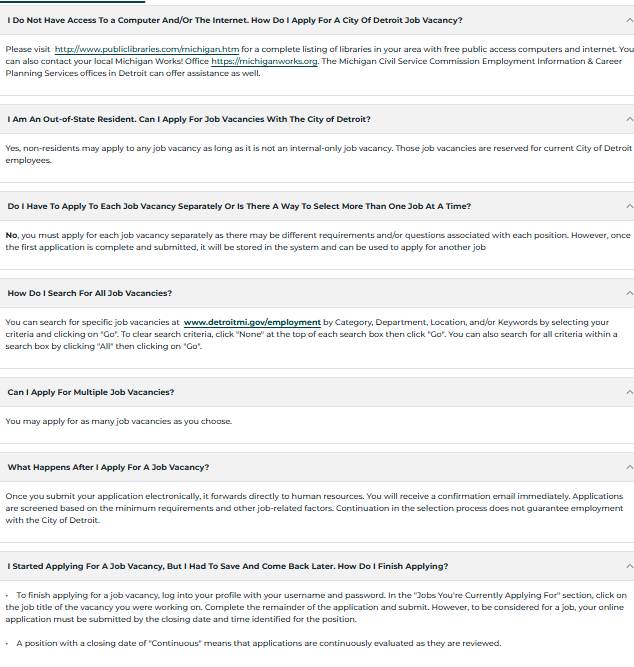 I Do Not Have Access To a Computer And/Or The Internet. How Do I Apply For A City Of Detroit Job Vacancy?
Please visit http://www.publiclibraries.com/michigan.htm for a complete listing of libraries in your area with free public access computers and internet. You
can also contact your local Michigan Works! Office https://michiganworks.org. The Michigan Civil Service Commission Employment Information & Career
Planning Services offices in Detroit can offer assistance as well.
I Am An Out-of-State Resident. Can I Apply For Job Vacancies With The City of Detroit?
Yes, non-residents may apply to any job vacancy as long as it is not an internal-only job vacancy. Those job vacancies are reserved for current City of Detroit
employees.
Do I Have To Apply To Each Job Vacancy Separately Or Is There A Way To Select More Than One Job At A Time?
No, you must apply for each job vacancy separately as there may be different requirements and/or questions associated with each position. However, once
the first application is complete and submitted, it will be stored in the system and can be used to apply for another job
How Do I Search For All Job Vacancies?
You can search for specific job vacancies at www.detroitmi.gov/employment by Category, Department, Location, and/or Keywords by selecting your
criteria and clicking on "Go". To clear search criteria, click "None" at the top of each search box then click "Go". You can also search for all criteria within a
search box by clicking "All" then clicking on "Go".
Can I Apply For Multiple Job Vacancies?
You may apply for as many job vacancies as you choose.
What Happens After I Apply For A Job Vacancy?
Once you submit your application electronically, it forwards directly to human resources. You will receive a confirmation email immediately. Applications
are screened based on the minimum requirements and other job-related factors. Continuation in the selection process does not guarantee employment
with the City of Detroit.
I Started Applying For A Job Vacancy, But I Had To Save And Come Back Later. How Do I Finish Applying?
• To finish applying for a job vacancy, log into your profile with your username and password. In the "Jobs You're Currently Applying For" section, click on
the job title of the vacancy you were working on. Complete the remainder of the application and submit. However, to be considered for a job, your online
application must be submitted by the closing date and time identified for the position.
• A position with a closing date of "Continuous" means that applications are continuously evaluated as they are reviewed.